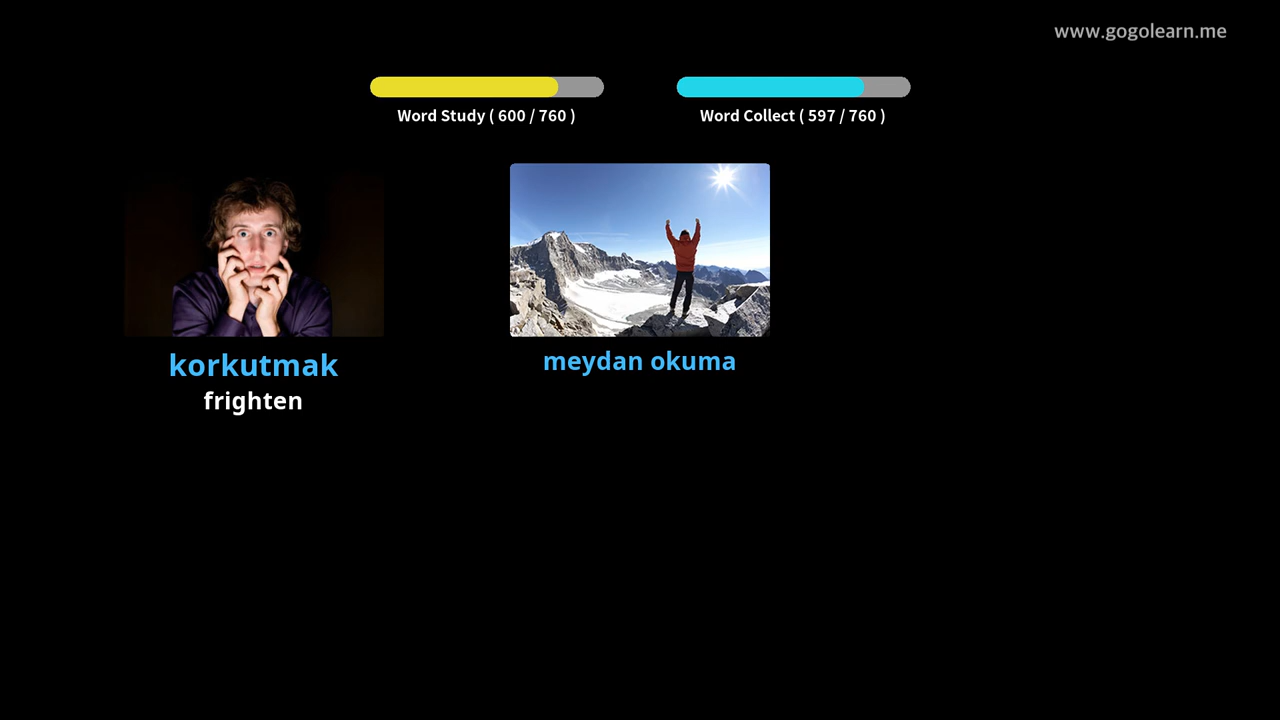 www.gogolearn.me
Word Study ( 600 / 760 )
Word Collect ( 597 / 760 )
korkutmak
frighten
meydan okuma